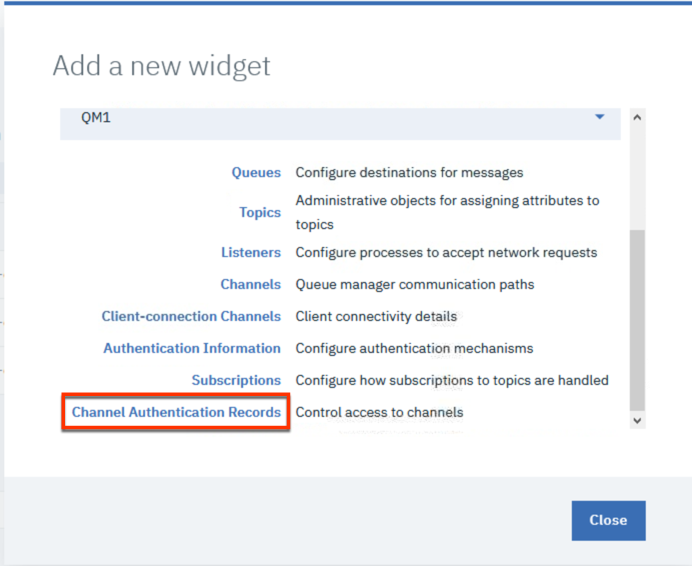 Add a new widget
QM1
Queues Configure destinations for messages
Topics Administrative objects for assigning attributes to
topics
Listeners Configure processes to accept network requests
Channels Queue manager communication paths
Client-connection Channels Client connectivity details
Authentication Information Configure authentication mechanisms
Subscriptions Configure how subscriptions to topics are handled
Channel Authentication Records Control access to channels
Close